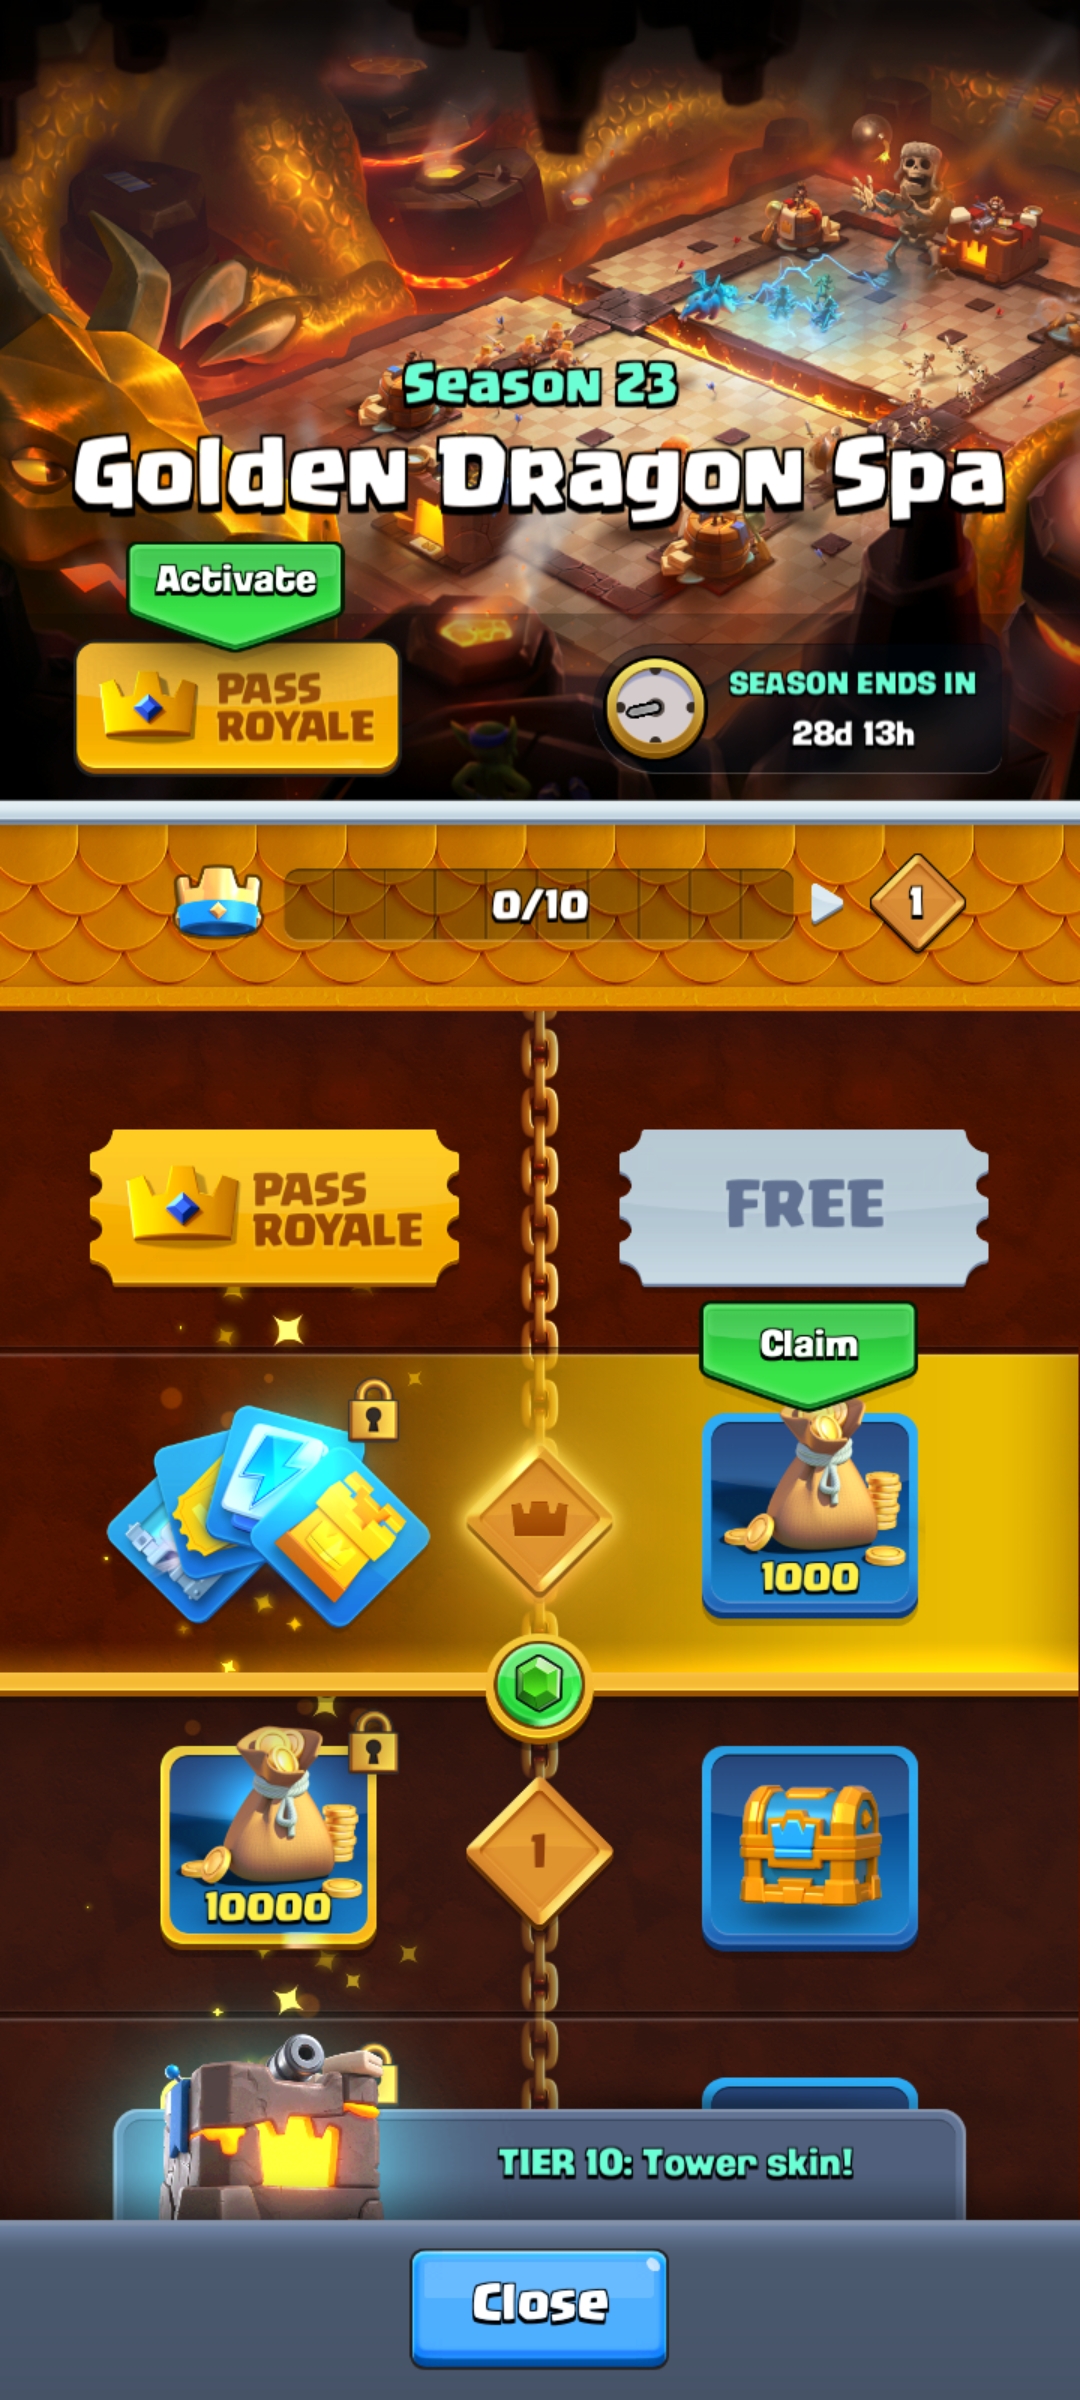 Season 23
Golden Dragon Spa
Activate
PASS
ROYALE
SEASON ENDS IN
28d 13h
0/10
1
PASS
ROYALE
FREE
Claim
1000
10000
1
TIER 10: Tower skin!
Close